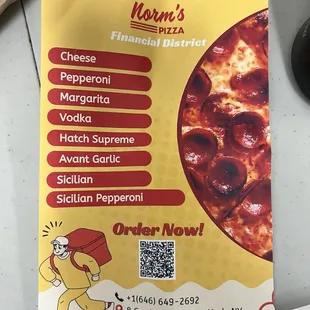 Norm's
PIZZA
Financial District
Cheese
Pepperoni
Margarita
Vodka
Hatch Supreme
Avant Garlic
Sicilian
Sicilian Pepperoni
Order Now!
+1(646) 649-2692